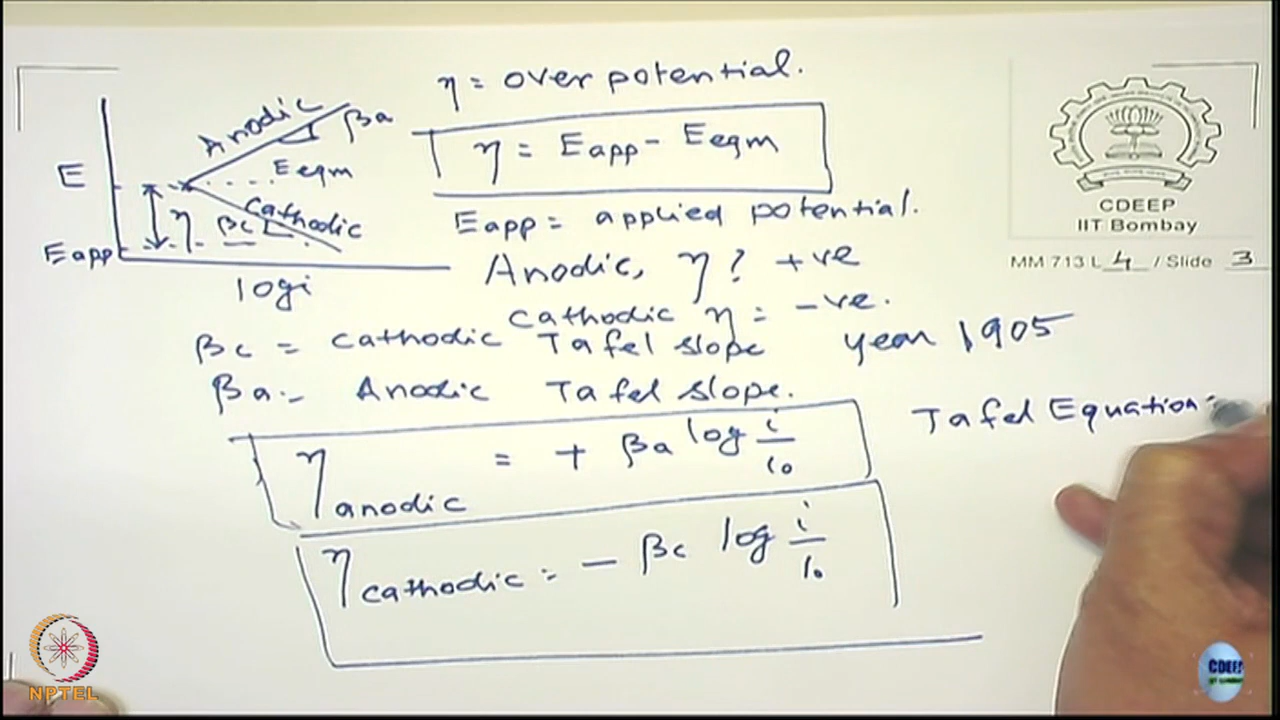 η = over potential.
Anodic
βa
η = Eapp - Eeqm
E
Eeqm
η
βc
cathodic
Eapp
log i
Eapp = applied potential.
Anodic, η ? +ve
cathodic η = -ve.
βc = cathodic Tafel slope
year 1905
βa :- Anodic Tafel slope.
Tafel Equation :
η anodic = + βa log i/i₀
η cathodic = - βc log i/i₀
CDEEP
IIT Bombay
MM 713 L 4 / Slide 3
NPTEL
CDEEP